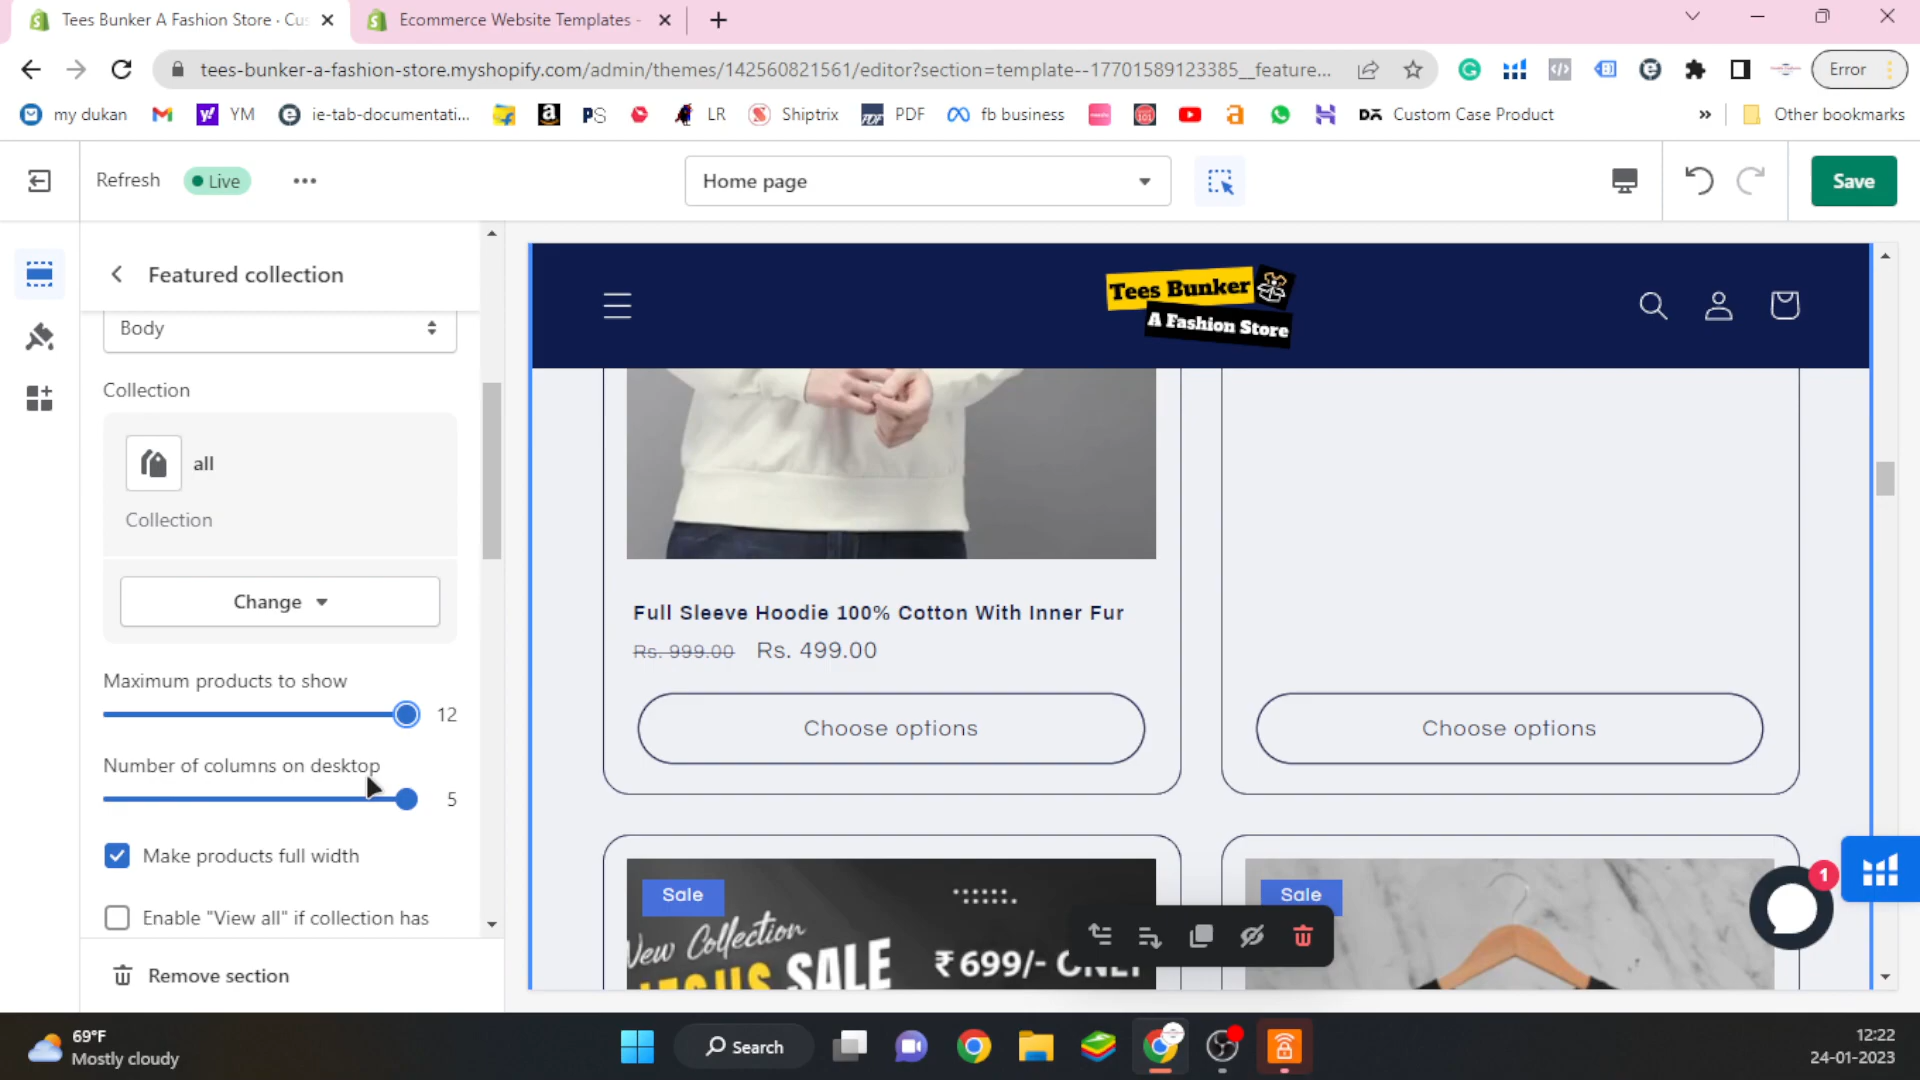 Tees Bunker A Fashion Store · Cus
Ecommerce Website Templates -
tees-bunker-a-fashion-store.myshopify.com/admin/themes/142560821561/editor?section=template--17701589123385__feature...
Error
my dukan
YM
ie-tab-documentati...
PS
LR
Shiptrix
PDF
fb business
Custom Case Product
»
Other bookmarks
Refresh
Live
Home page
Save
Featured collection
Body
Collection
all
Collection
Change
Maximum products to show
12
Number of columns on desktop
5
Make products full width
Enable "View all" if collection has
Remove section
Tees Bunker
A Fashion Store
Full Sleeve Hoodie 100% Cotton With Inner Fur
Rs. 999.00 Rs. 499.00
Choose options
Choose options
Sale
New Collection
SALE
₹699/-
Sale
1
69°F
Mostly cloudy
Search
12:22
24-01-2023